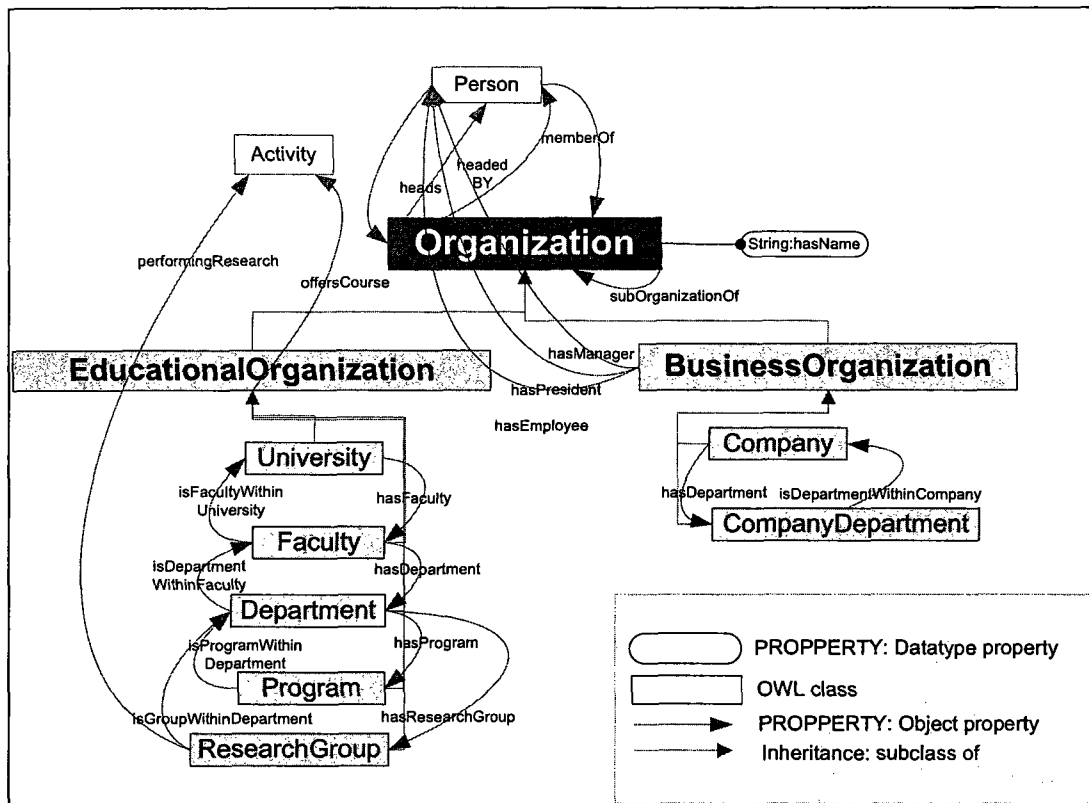 Person
Activity
memberOf
headed
BY
heads
Organization
String:hasName
performingResearch
offersCourse
subOrganizationOf
hasManager
EducationalOrganization
BusinessOrganization
hasPresident
hasEmployee
University
Company
isFacultyWithin
University
hasFaculty
hasDepartment
isDepartmentWithinCompany
CompanyDepartment
Faculty
isDepartment
WithinFaculty
hasDepartment
Department
isProgramWithin
Department
hasProgram
Program
isGroupWithinDepartment
hasResearchGroup
ResearchGroup
PROPPERTY: Datatype property
OWL class
PROPPERTY: Object property
Inheritance: subclass of